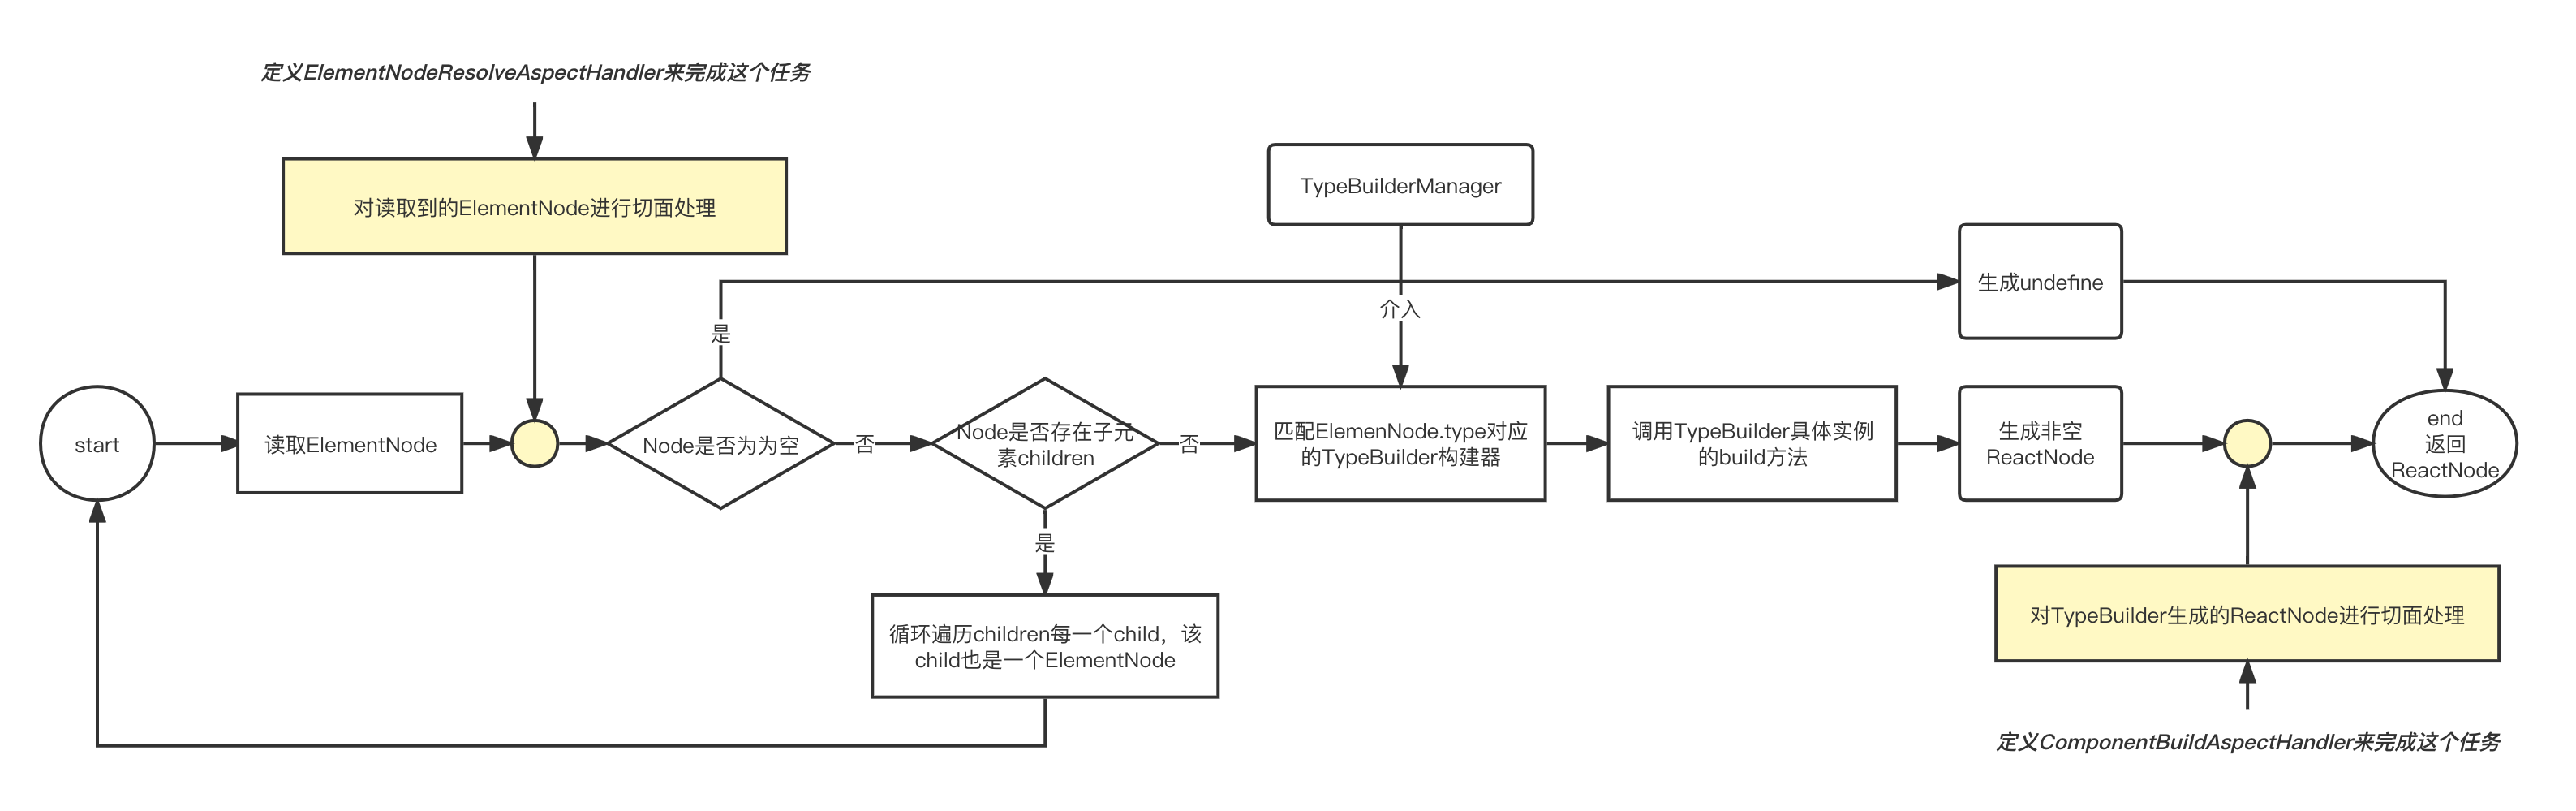 定义ElementNodeResolveAspectHandler来完成这个任务
对读取到的ElementNode进行切面处理
TypeBuilderManager
生成undefine
介入
是
start
读取ElementNode
Node是否为为空
否
Node是否存在子元
素children
否
匹配ElemenNode.type对应
的TypeBuilder构建器
调用TypeBuilder具体实例
的build方法
生成非空
ReactNode
end
返回
ReactNode
是
循环遍历children每一个child，该
child也是一个ElementNode
对TypeBuilder生成的ReactNode进行切面处理
定义ComponentBuildAspectHandler来完成这个任务